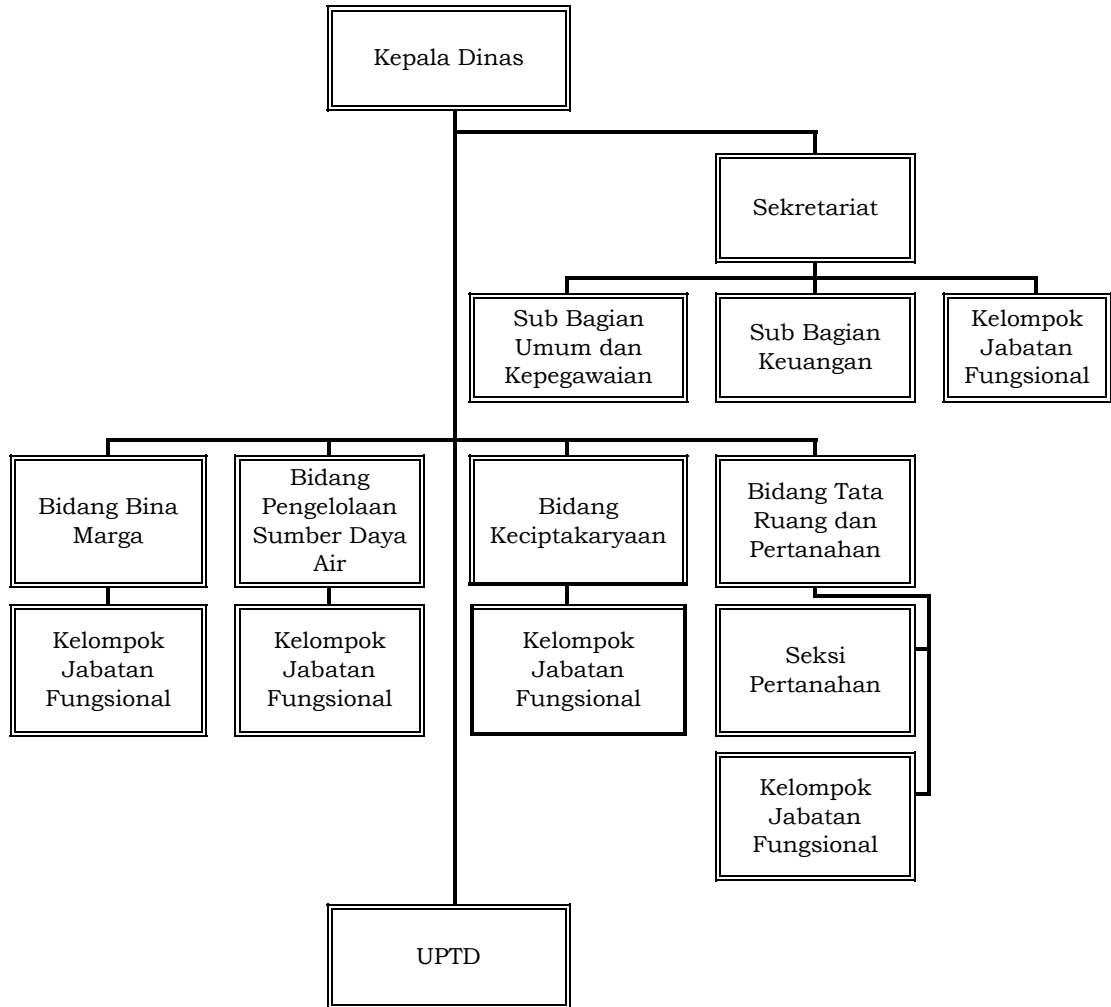 Kepala Dinas
Sekretariat
Sub Bagian
Umum dan
Kepegawaian
Sub Bagian
Keuangan
Kelompok
Jabatan
Fungsional
Bidang Bina
Marga
Bidang
Pengelolaan
Sumber Daya
Air
Bidang
Keciptakaryaan
Bidang Tata
Ruang dan
Pertanahan
Kelompok
Jabatan
Fungsional
Kelompok
Jabatan
Fungsional
Kelompok
Jabatan
Fungsional
Seksi
Pertanahan
Kelompok
Jabatan
Fungsional
UPTD